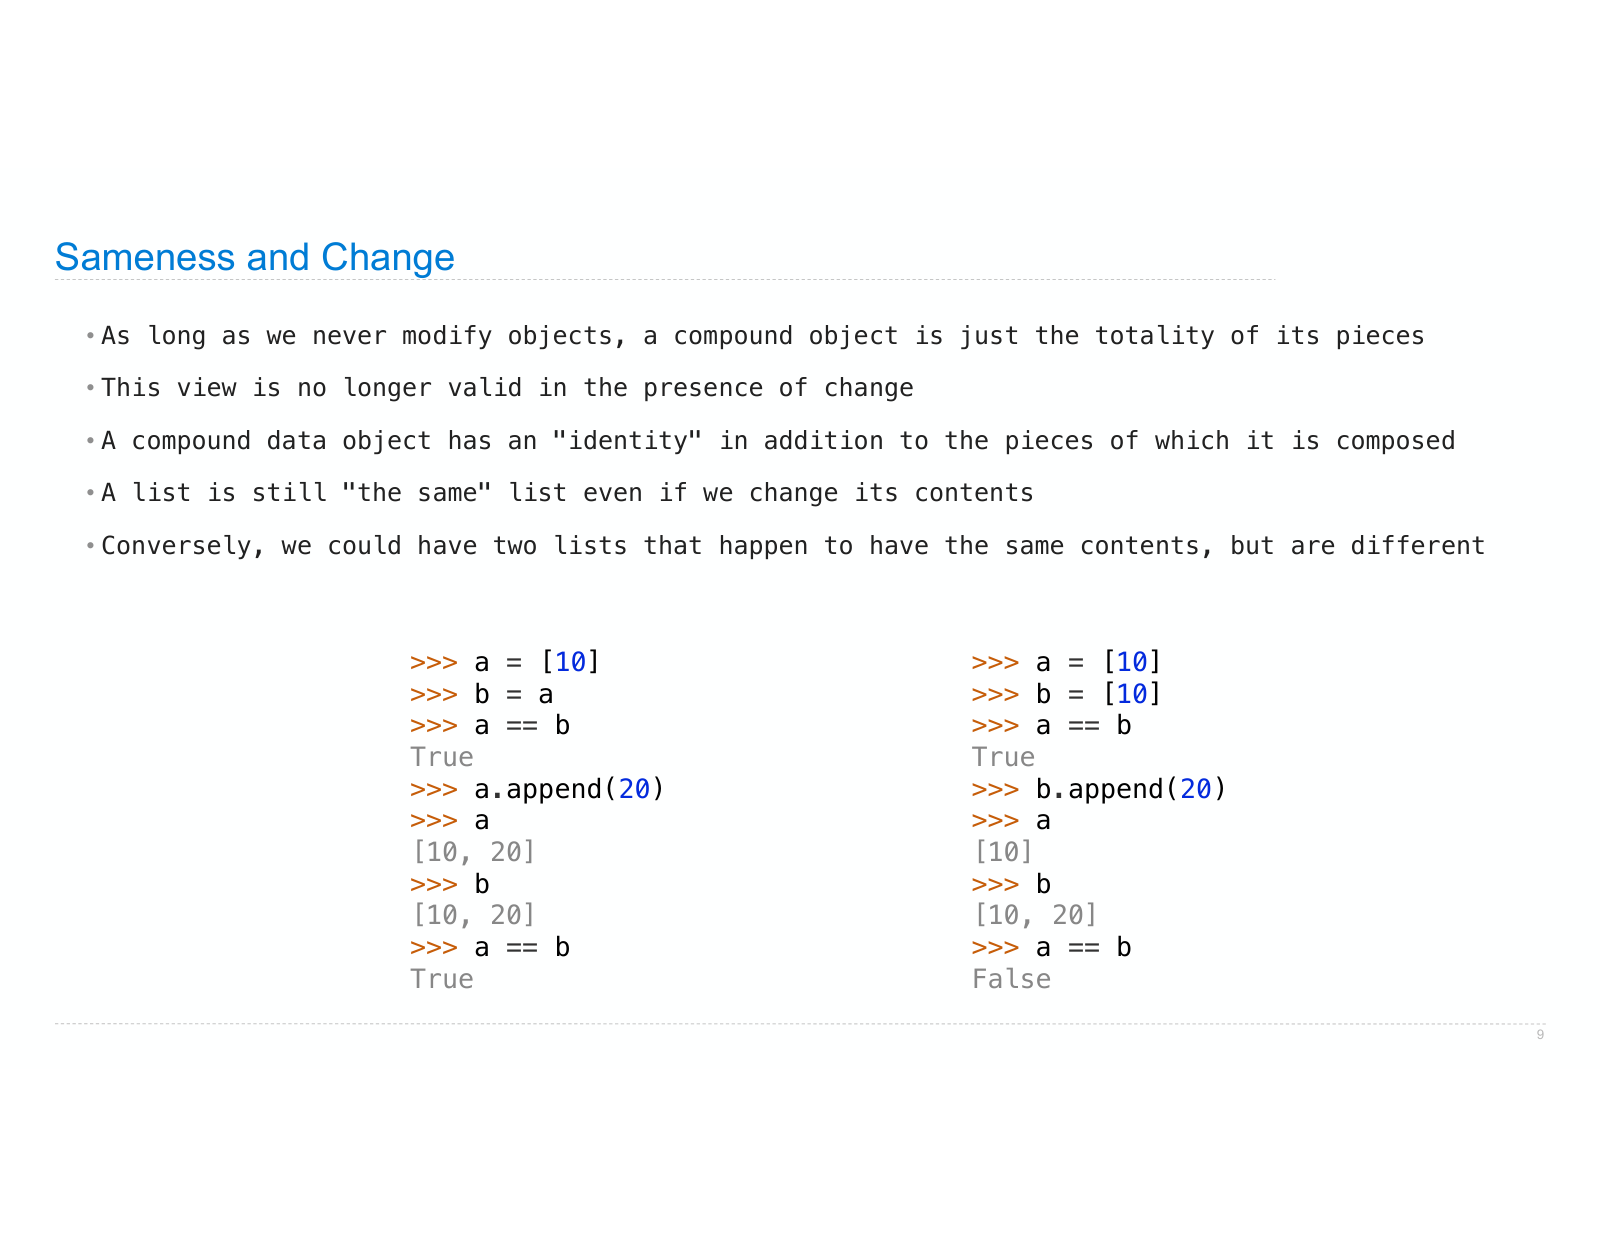 Sameness and Change
• As long as we never modify objects, a compound object is just the totality of its pieces
• This view is no longer valid in the presence of change
• A compound data object has an "identity" in addition to the pieces of which it is composed
• A list is still "the same" list even if we change its contents
• Conversely, we could have two lists that happen to have the same contents, but are different
>>> a = [10]
>>> b = a
>>> a == b
True
>>> a.append(20)
>>> a
[10, 20]
>>> b
[10, 20]
>>> a == b
True
>>> a = [10]
>>> b = [10]
>>> a == b
True
>>> b.append(20)
>>> a
[10]
>>> b
[10, 20]
>>> a == b
False
9